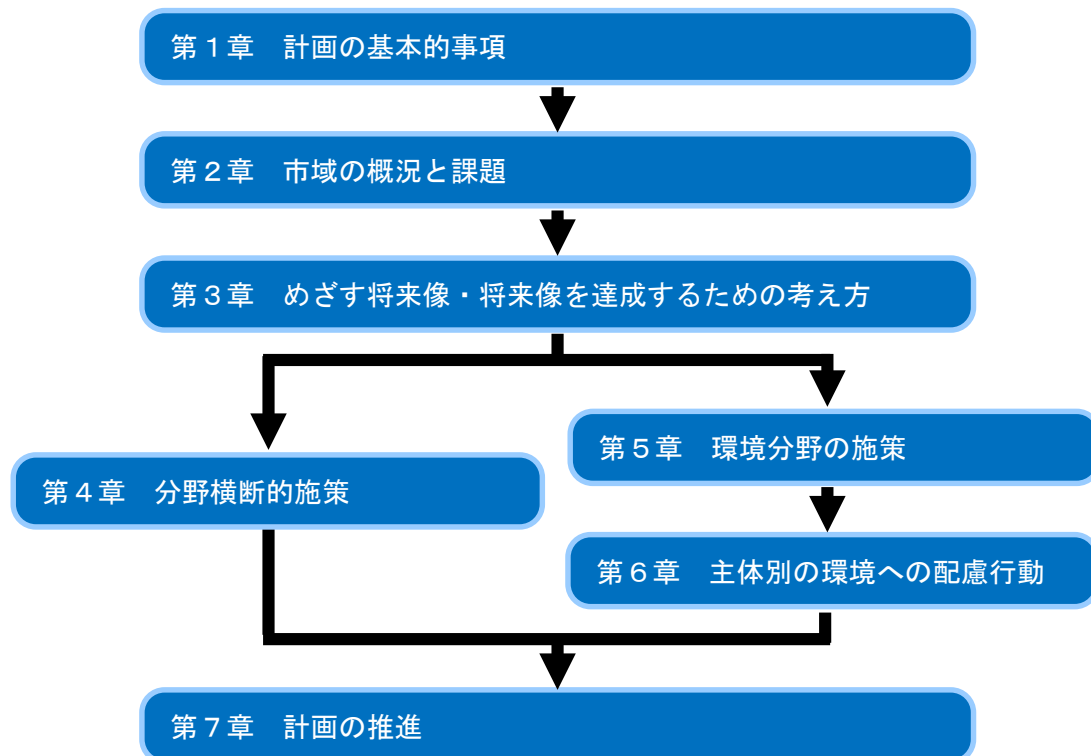 第1章　計画の基本的事項
第２章　市域の概況と課題
第３章　めざす将来像・将来像を達成するための考え方
第５章　環境分野の施策
第４章　分野横断的施策
第６章　主体別の環境への配慮行動
第７章　計画の推進